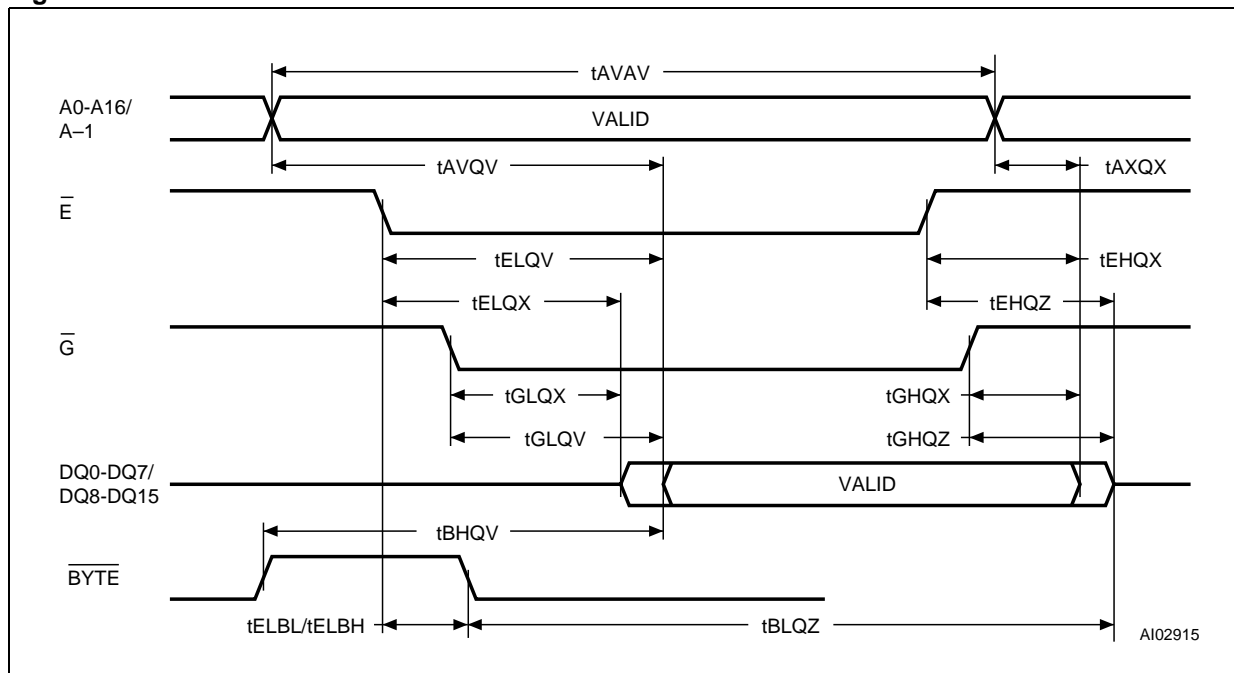 tAVAV
A0-A16/
A–1
VALID
tAVQV
tAXQX
E̅
tELQV
tEHQX
tELQX
tEHQZ
G̅
tGLQX
tGHQX
tGLQV
tGHQZ
DQ0-DQ7/
DQ8-DQ15
VALID
tBHQV
B̅Y̅T̅E̅
tELBL/tELBH
tBLQZ
AI02915